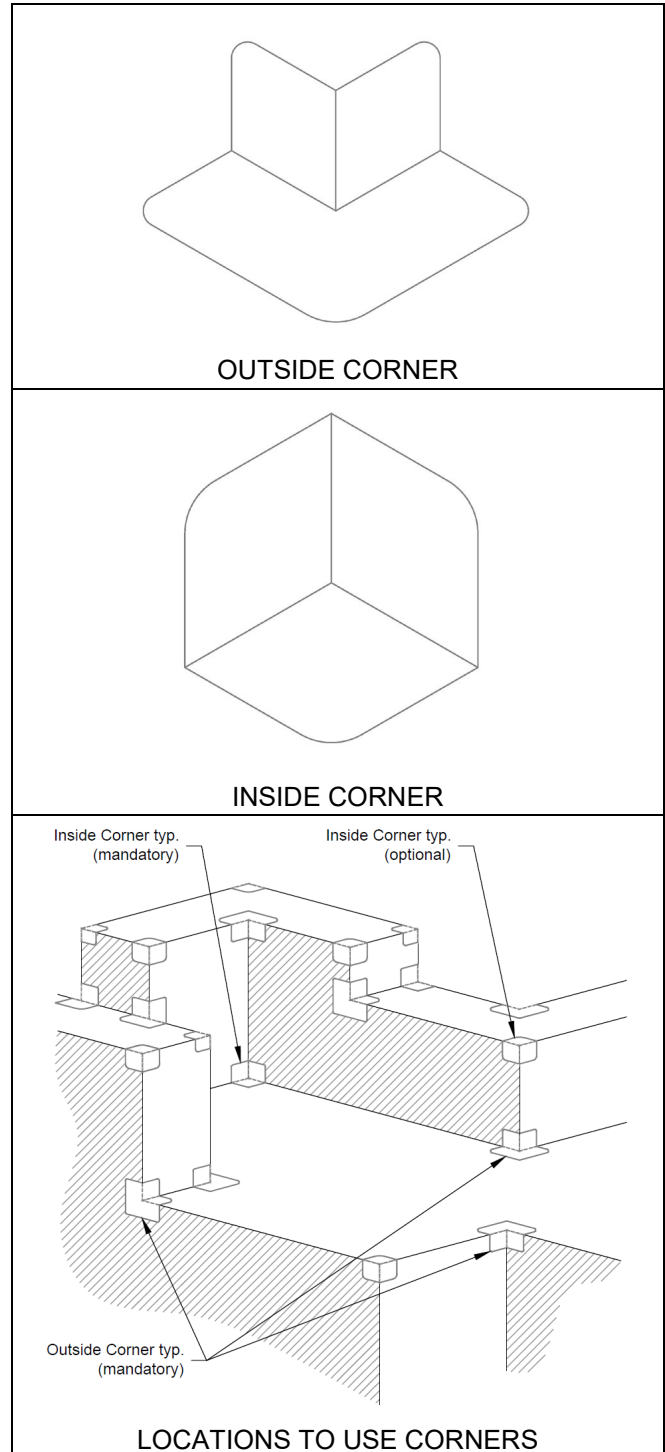 OUTSIDE CORNER
INSIDE CORNER
Inside Corner typ.
(mandatory)
Inside Corner typ.
(optional)
Outside Corner typ.
(mandatory)
LOCATIONS TO USE CORNERS